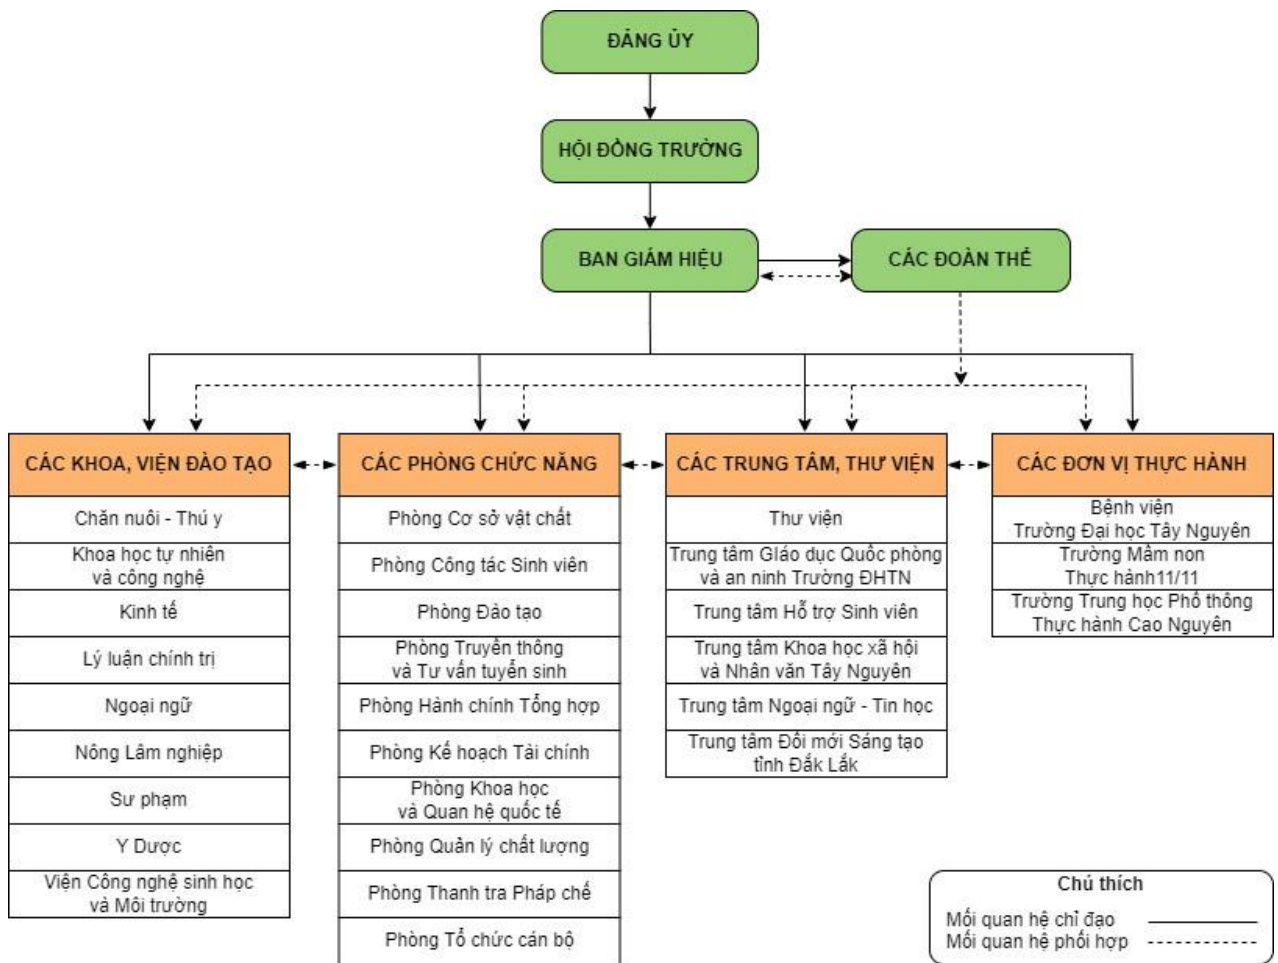 ĐẢNG ỦY
HỘI ĐỒNG TRƯỜNG
BAN GIÁM HIỆU
CÁC ĐOÀN THỂ
CÁC KHOA, VIỆN ĐÀO TẠO
Chăn nuôi - Thú y
Khoa học tự nhiên
và công nghệ
Kinh tế
Lý luận chính trị
Ngoại ngữ
Nông Lâm nghiệp
Sư phạm
Y Dược
Viện Công nghệ sinh học
và Môi trường
CÁC PHÒNG CHỨC NĂNG
Phòng Cơ sở vật chất
Phòng Công tác Sinh viên
Phòng Đào tạo
Phòng Truyền thông
và Tư vấn tuyển sinh
Phòng Hành chính Tổng hợp
Phòng Kế hoạch Tài chính
Phòng Khoa học
và Quan hệ quốc tế
Phòng Quản lý chất lượng
Phòng Thanh tra Pháp chế
Phòng Tổ chức cán bộ
CÁC TRUNG TÂM, THƯ VIỆN
Thư viện
Trung tâm Giáo dục Quốc phòng
và an ninh Trường ĐHTN
Trung tâm Hỗ trợ Sinh viên
Trung tâm Khoa học xã hội
và Nhân văn Tây Nguyên
Trung tâm Ngoại ngữ - Tin học
Trung tâm Đổi mới Sáng tạo
tỉnh Đắk Lắk
CÁC ĐƠN VỊ THỰC HÀNH
Bệnh viện
Trường Đại học Tây Nguyên
Trường Mầm non
Thực hành11/11
Trường Trung học Phổ thông
Thực hành Cao Nguyên
Chú thích
Mối quan hệ chỉ đạo
Mối quan hệ phối hợp